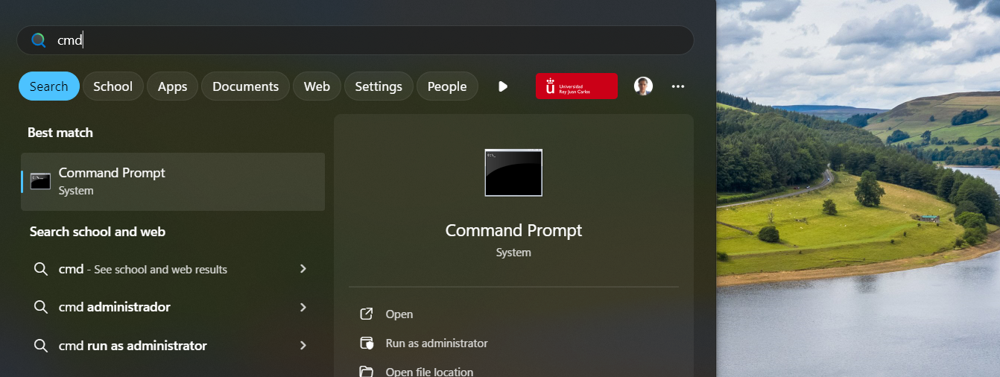 cmd
Search
School
Apps
Documents
Web
Settings
People
Universidad
Rey Juan Carlos
Best match
Command Prompt
System
Search school and web
cmd - See school and web results
cmd administrador
cmd run as administrator
Command Prompt
System
Open
Run as administrator
Open file location